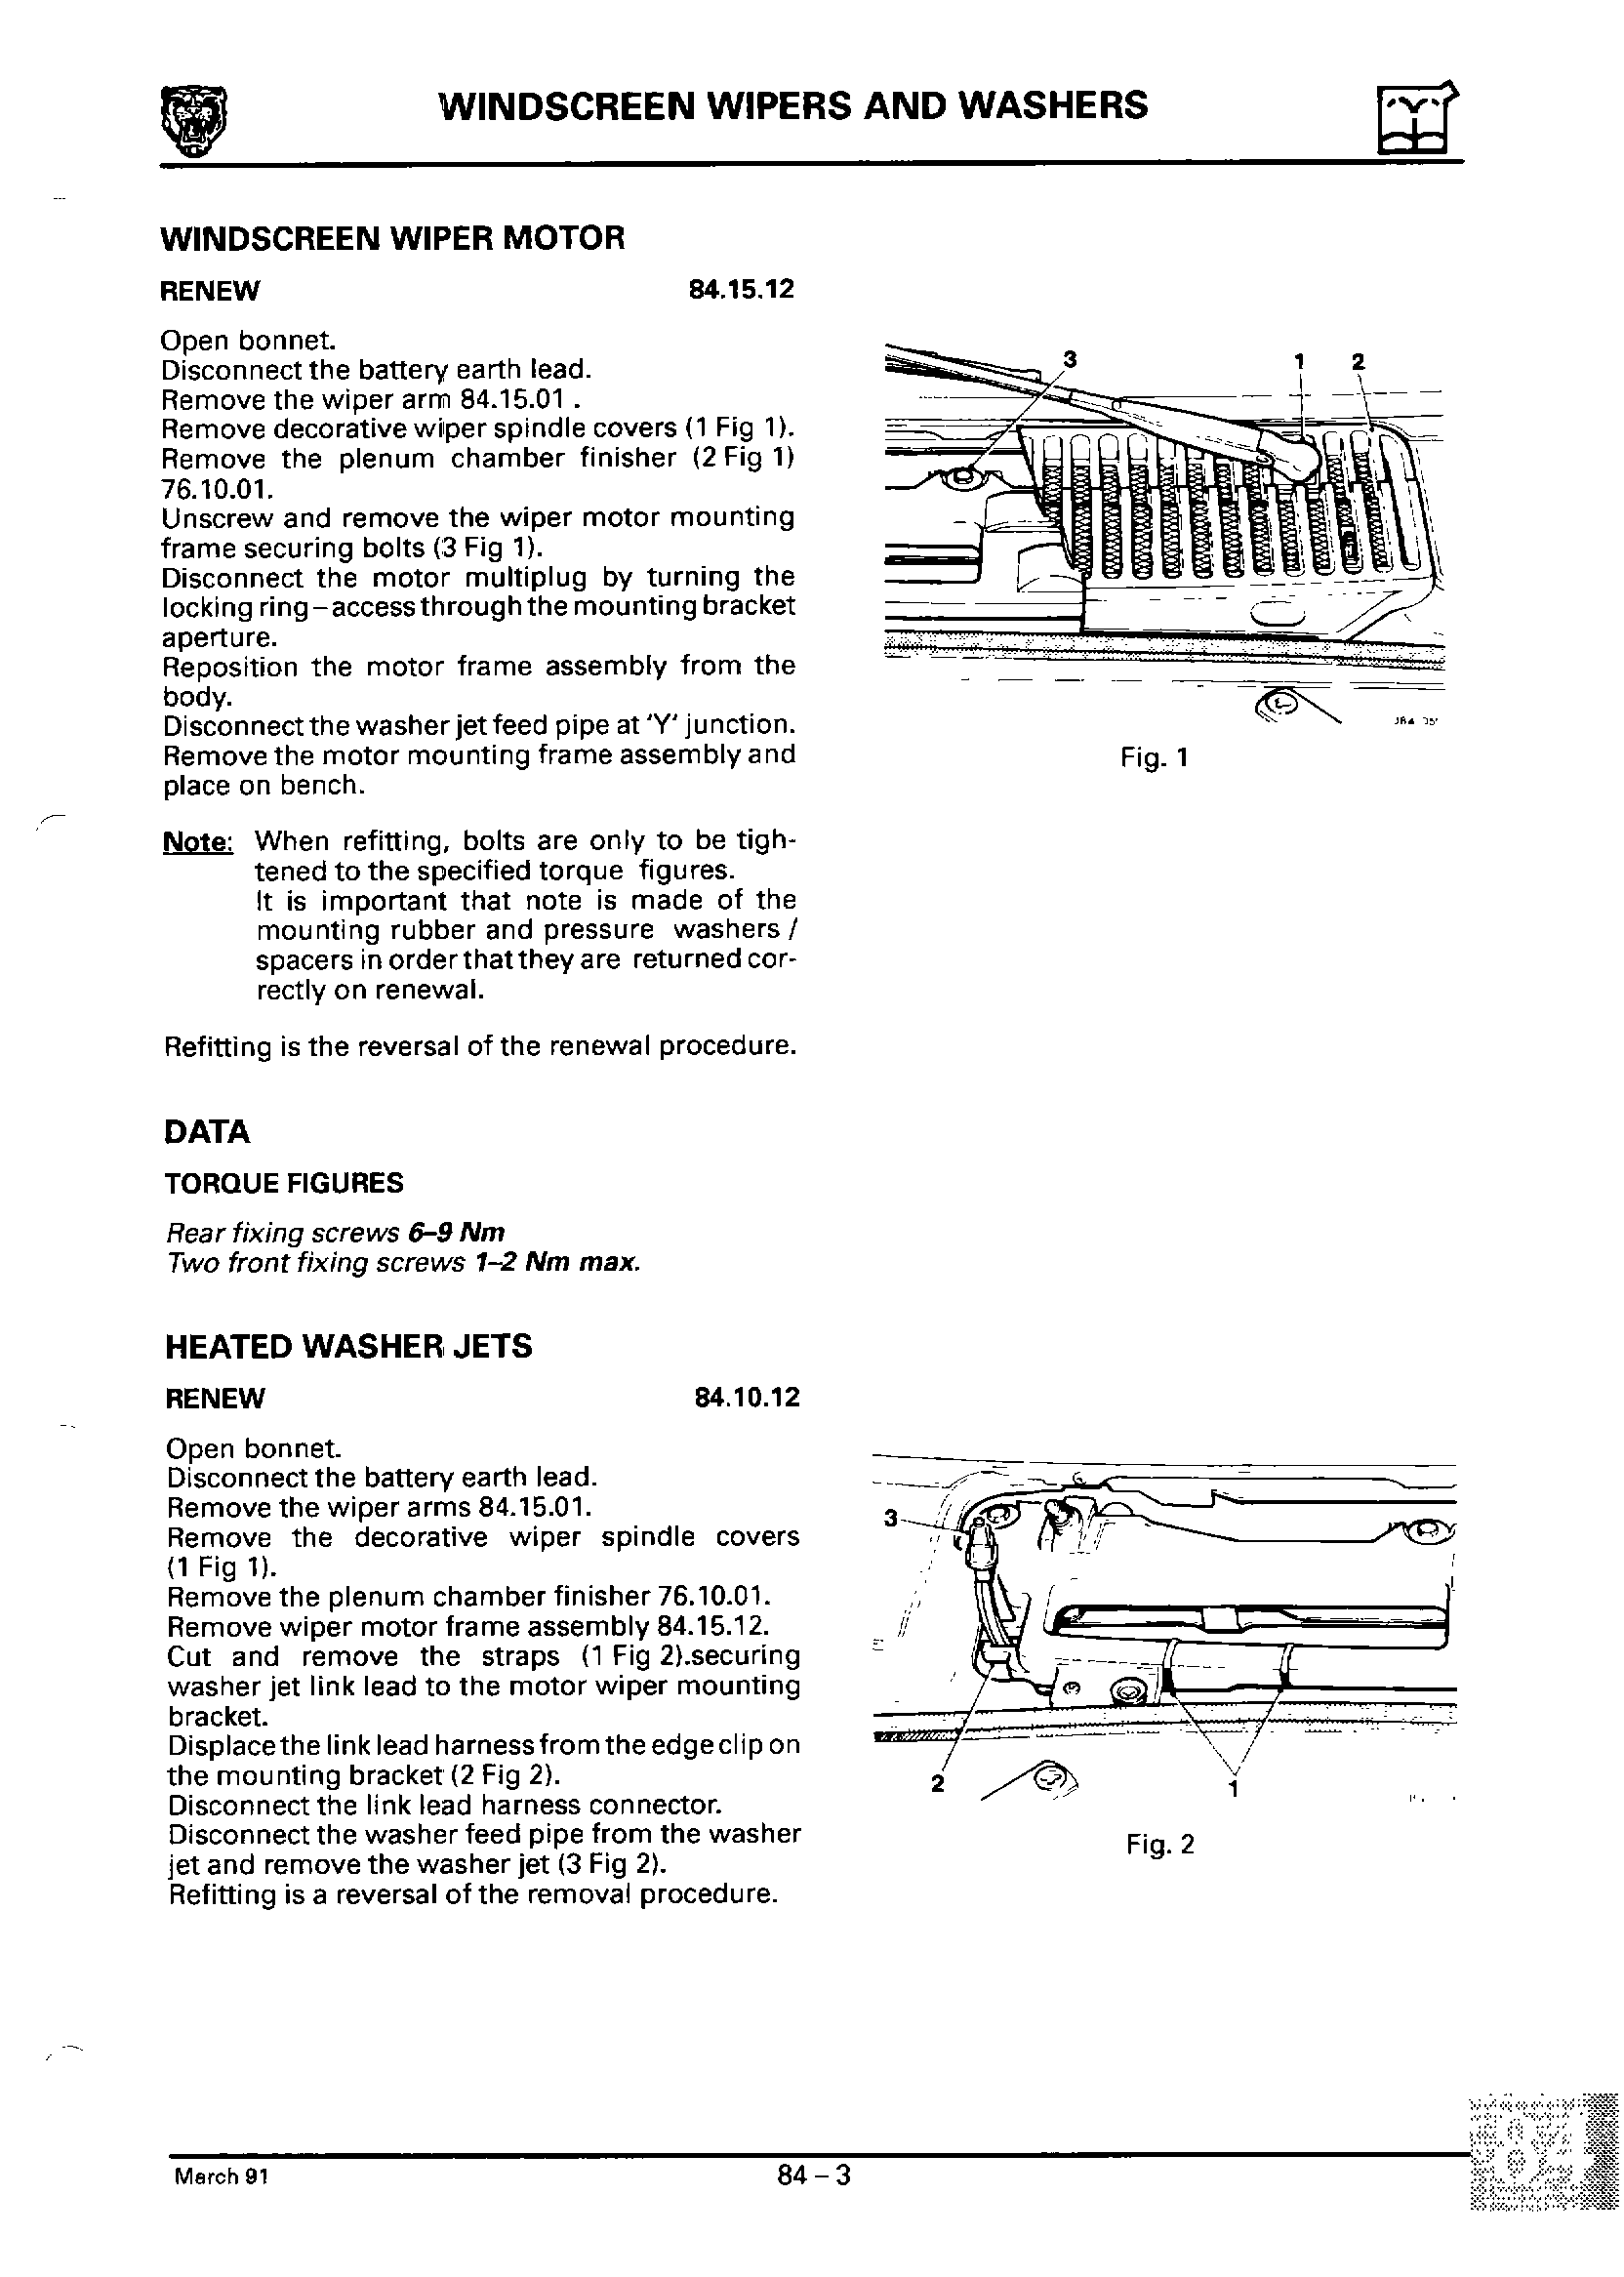 WINDSCREEN WIPERS AND WASHERS
WINDSCREEN WIPER MOTOR
RENEW 84.15.12
Open bonnet.
Disconnect the battery earth lead.
Remove the wiper arm 84.15.01 .
Remove decorative wiper spindle covers (1 Fig 1).
Remove the plenum chamber finisher (2 Fig 1)
76.10.01.
Unscrew and remove the wiper motor mounting
frame securing bolts (3 Fig 1).
Disconnect the motor multiplug by turning the
locking ring – access through the mounting bracket
aperture.
Reposition the motor frame assembly from the
body.
Disconnect the washer jet feed pipe at 'Y' junction.
Remove the motor mounting frame assembly and
place on bench.
Note: When refitting, bolts are only to be tigh-
tened to the specified torque figures.
It is important that note is made of the
mounting rubber and pressure washers /
spacers in order that they are returned cor-
rectly on renewal.
Refitting is the reversal of the renewal procedure.
3 1 2
Fig. 1
DATA
TORQUE FIGURES
Rear fixing screws 6–9 Nm
Two front fixing screws 1–2 Nm max.
HEATED WASHER JETS
RENEW 84.10.12
Open bonnet.
Disconnect the battery earth lead.
Remove the wiper arms 84.15.01.
Remove the decorative wiper spindle covers
(1 Fig 1).
Remove the plenum chamber finisher 76.10.01.
Remove wiper motor frame assembly 84.15.12.
Cut and remove the straps (1 Fig 2).securing
washer jet link lead to the motor wiper mounting
bracket.
Displace the link lead harness from the edge clip on
the mounting bracket (2 Fig 2).
Disconnect the link lead harness connector.
Disconnect the washer feed pipe from the washer
jet and remove the washer jet (3 Fig 2).
Refitting is a reversal of the removal procedure.
3
2 1
Fig. 2
March 91 84 – 3